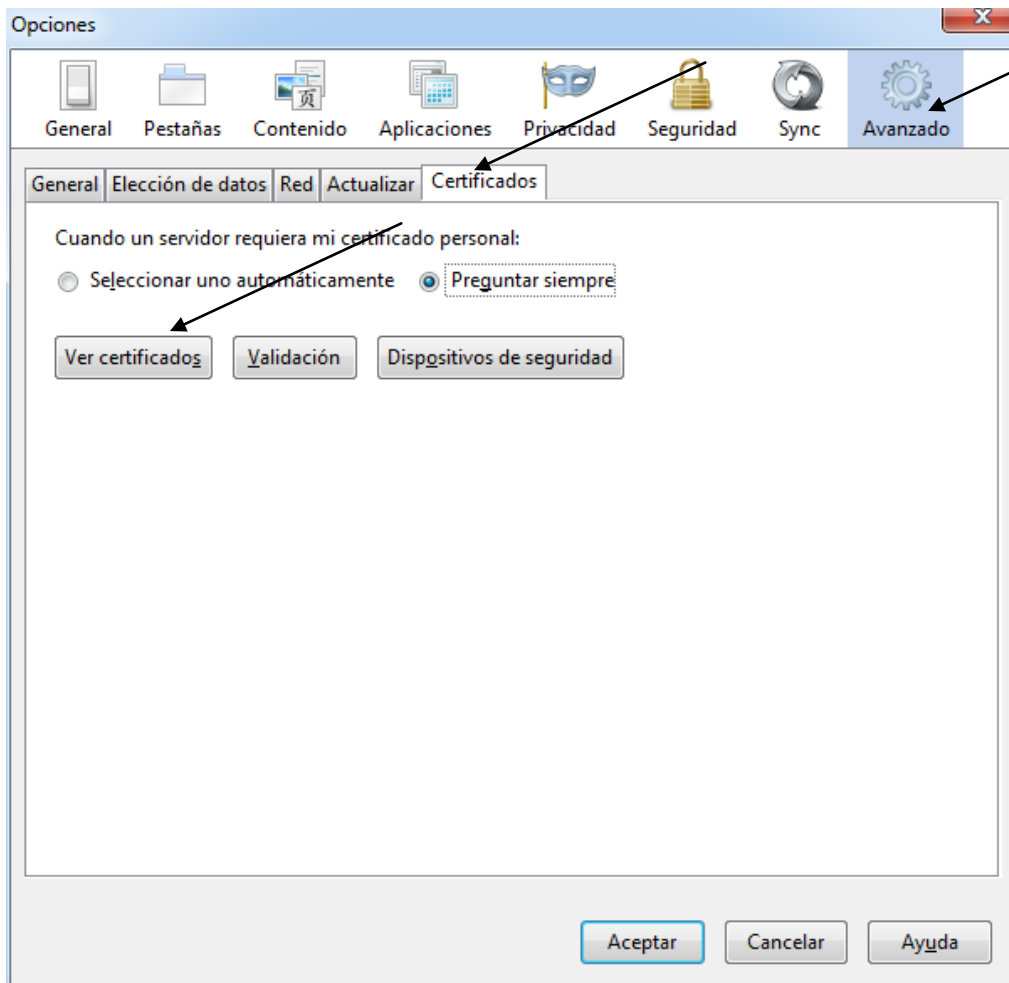 Opciones
x
页
General Pestañas Contenido Aplicaciones Privacidad Seguridad Sync Avanzado
General Elección de datos Red Actualizar Certificados
Cuando un servidor requiera mi certificado personal:
Seleccionar uno automáticamente Preguntar siempre
Ver certificados Validación Dispositivos de seguridad
Aceptar Cancelar Ayuda